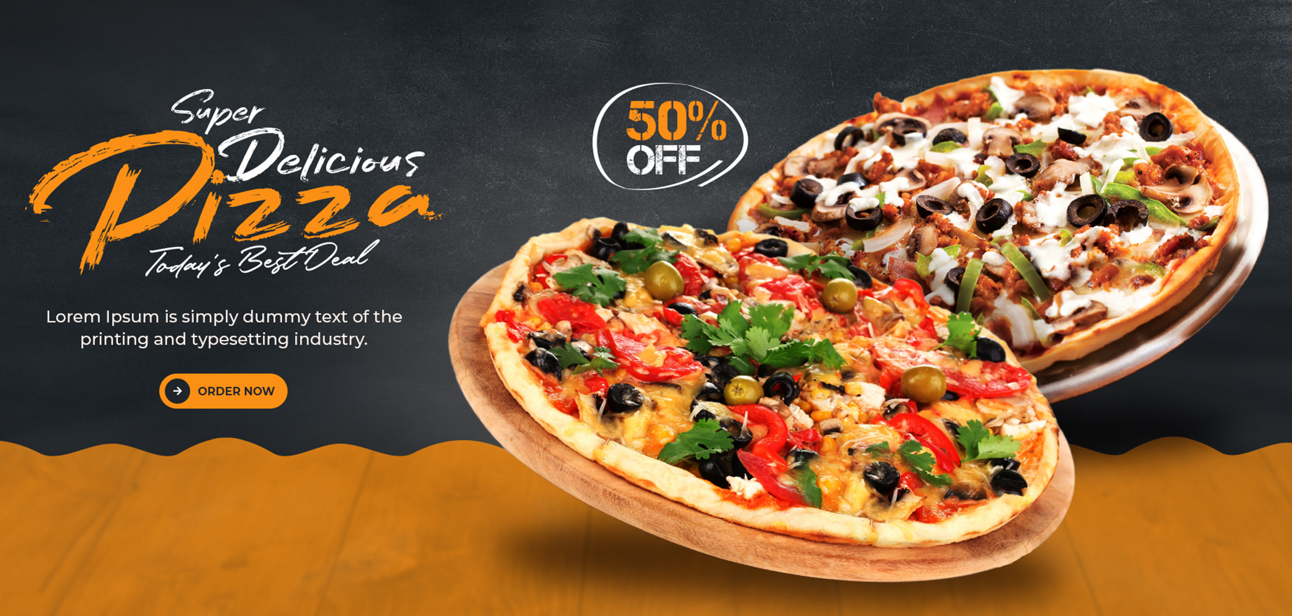 Super
Delicious
Pizza
Today's Best Deal
Lorem Ipsum is simply dummy text of the
printing and typesetting industry.
ORDER NOW
50%
OFF